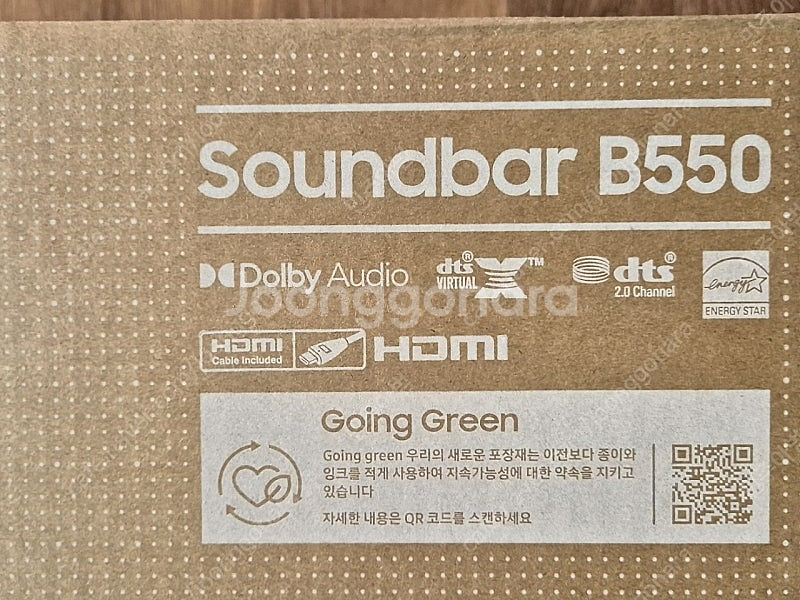 Soundbar B550
Dolby Audio
dts® VIRTUAL X™
dts®
2.0 Channel
energy
ENERGY STAR
HDMI
Cable Included
HDMI
Joonggonara
Going Green
Going green 우리의 새로운 포장재는 이전보다 종이와
잉크를 적게 사용하여 지속가능성에 대한 약속을 지키고
있습니다
자세한 내용은 QR 코드를 스캔하세요